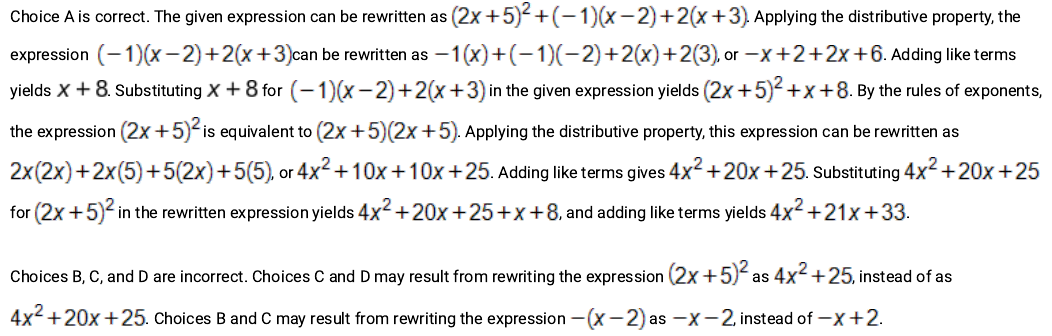 Choice A is correct. The given expression can be rewritten as (2x+5)²+(−1)(x−2)+2(x+3). Applying the distributive property, the
expression (−1)(x−2)+2(x+3)can be rewritten as −1(x)+(−1)(−2)+2(x)+2(3), or −x+2+2x+6. Adding like terms
yields x+8. Substituting x+8 for (−1)(x−2)+2(x+3) in the given expression yields (2x+5)²+x+8. By the rules of exponents,
the expression (2x+5)² is equivalent to (2x+5)(2x+5). Applying the distributive property, this expression can be rewritten as
2x(2x)+2x(5)+5(2x)+5(5), or 4x²+10x+10x+25. Adding like terms gives 4x²+20x+25. Substituting 4x²+20x+25
for (2x+5)² in the rewritten expression yields 4x²+20x+25+x+8, and adding like terms yields 4x²+21x+33.
Choices B, C, and D are incorrect. Choices C and D may result from rewriting the expression (2x+5)² as 4x²+25, instead of as
4x²+20x+25. Choices B and C may result from rewriting the expression −(x−2) as −x−2, instead of −x+2.